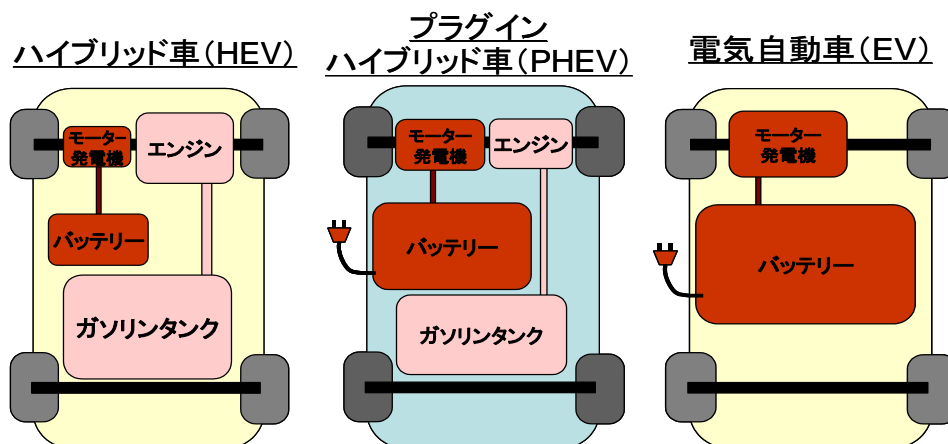 ハイブリッド車(HEV)
モーター
発電機
エンジン
バッテリー
ガソリンタンク
プラグイン
ハイブリッド車(PHEV)
モーター
発電機
エンジン
バッテリー
ガソリンタンク
電気自動車(EV)
モーター
発電機
バッテリー